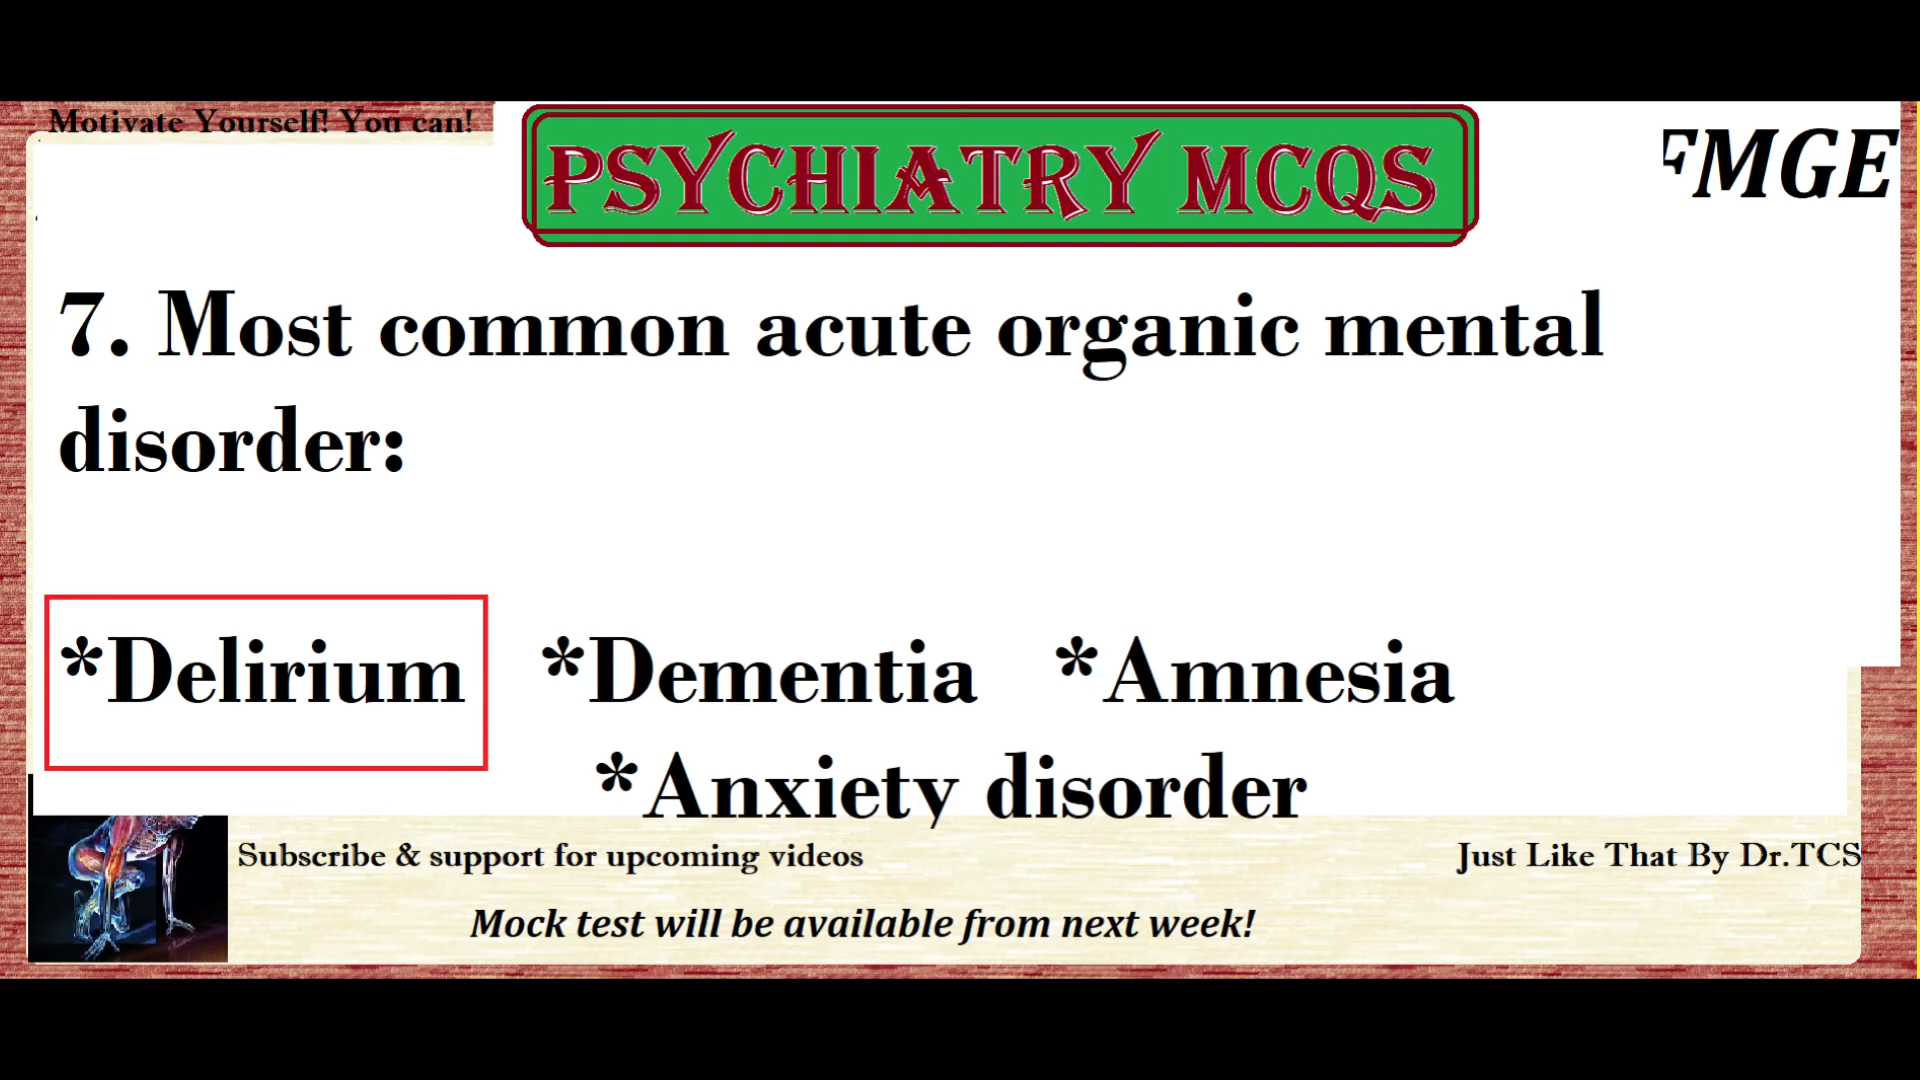 Motivate Yourself! You can!
PSYCHIATRY MCQS
FMGE
7. Most common acute organic mental
disorder:
*Delirium *Dementia *Amnesia
*Anxiety disorder
Subscribe & support for upcoming videos
Just Like That By Dr.TCS
Mock test will be available from next week!